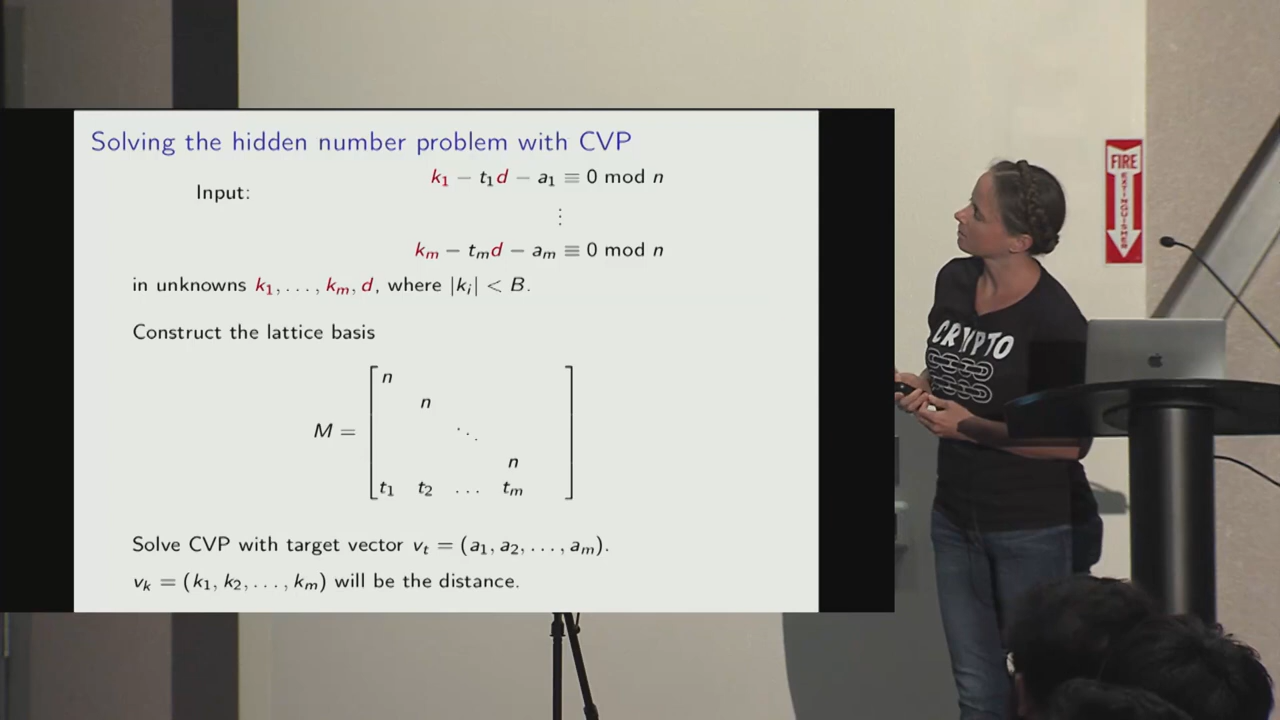 Solving the hidden number problem with CVP
k₁ − t₁d − a₁ ≡ 0 mod n
Input:
⋮
kₘ − tₘd − aₘ ≡ 0 mod n
in unknowns k₁, . . . , kₘ, d, where |kᵢ| < B.
Construct the lattice basis
n
n
M = ⋱
n
t₁ t₂ . . . tₘ
Solve CVP with target vector vₜ = (a₁, a₂, . . . , aₘ).
vₖ = (k₁, k₂, . . . , kₘ) will be the distance.
CRYPTO
FIRE
EXTINGUISHER